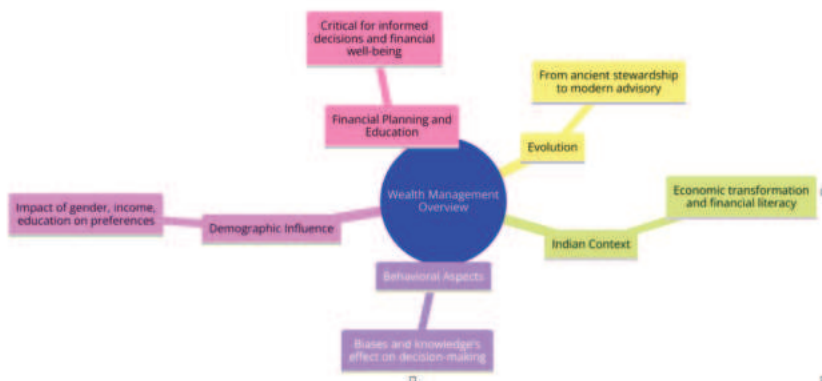 Critical for informed
decisions and financial
well-being
Financial Planning and
Education
From ancient stewardship
to modern advisory
Evolution
Wealth Management
Overview
Economic transformation
and financial literacy
Indian Context
Impact of gender, income,
education on preferences
Demographic Influence
Behavioral Aspects
Biases and knowledge's
effect on decision-making